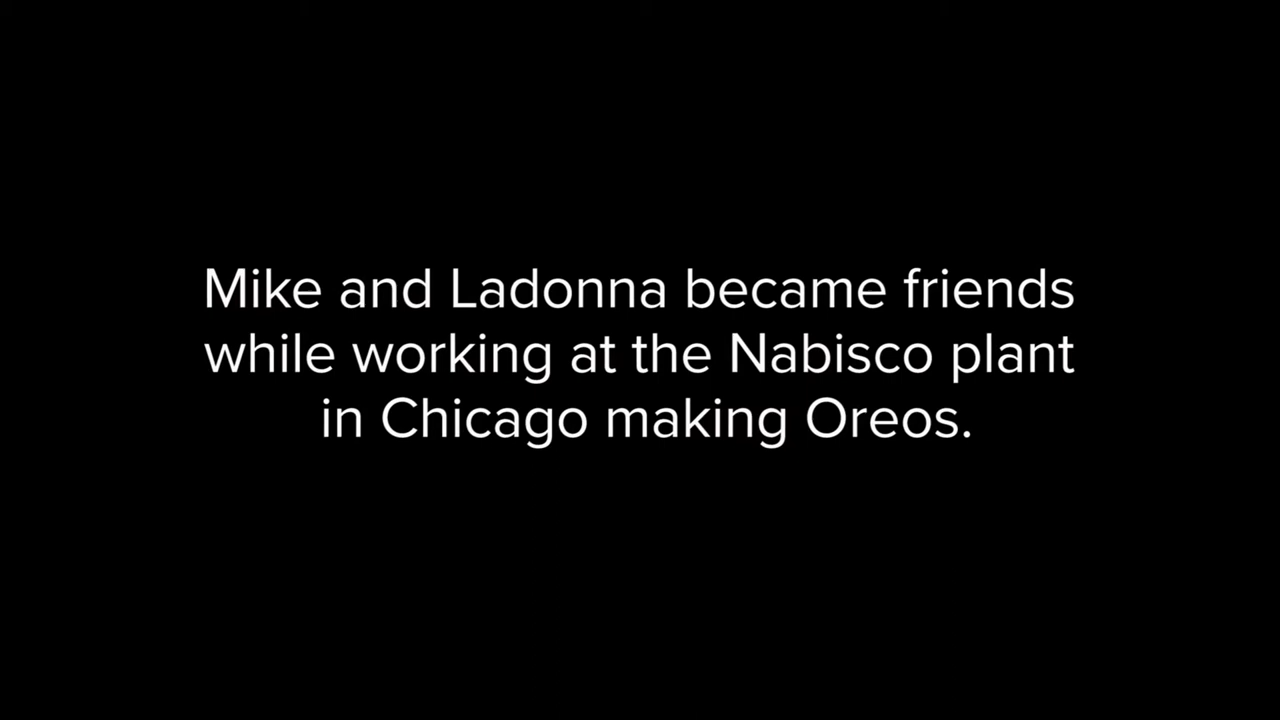 Mike and Ladonna became friends
while working at the Nabisco plant
in Chicago making Oreos.